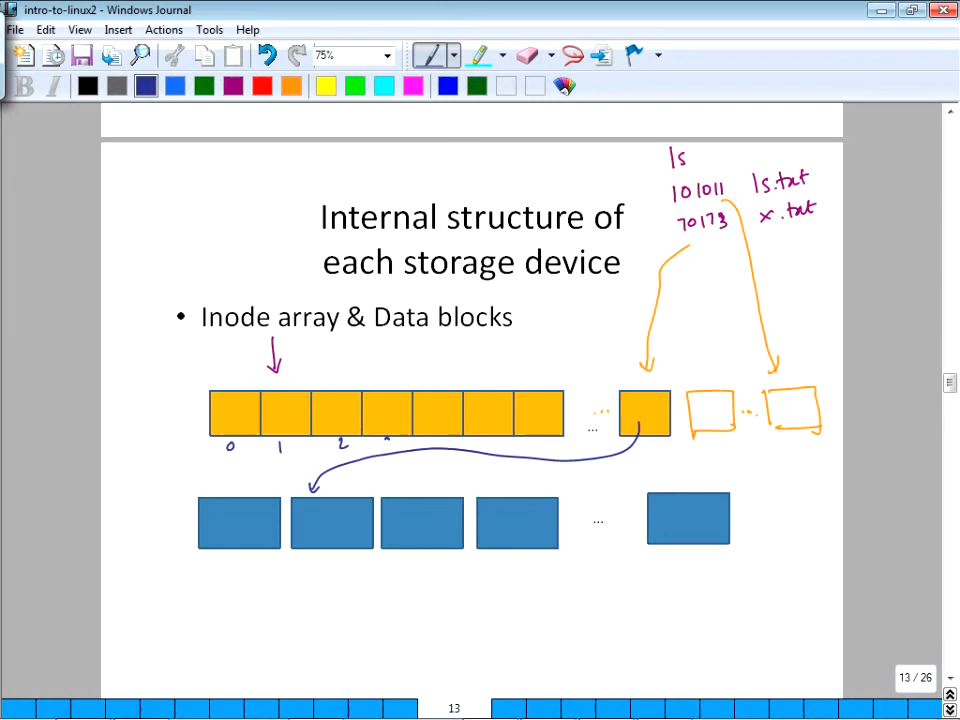 intro-to-linux2 - Windows Journal
File Edit View Insert Actions Tools Help
75%
B I
ls
101011 ls.txt
70173 x.txt
Internal structure of
each storage device
• Inode array & Data blocks
...
...
...
0 1 2
...
13 / 26
13